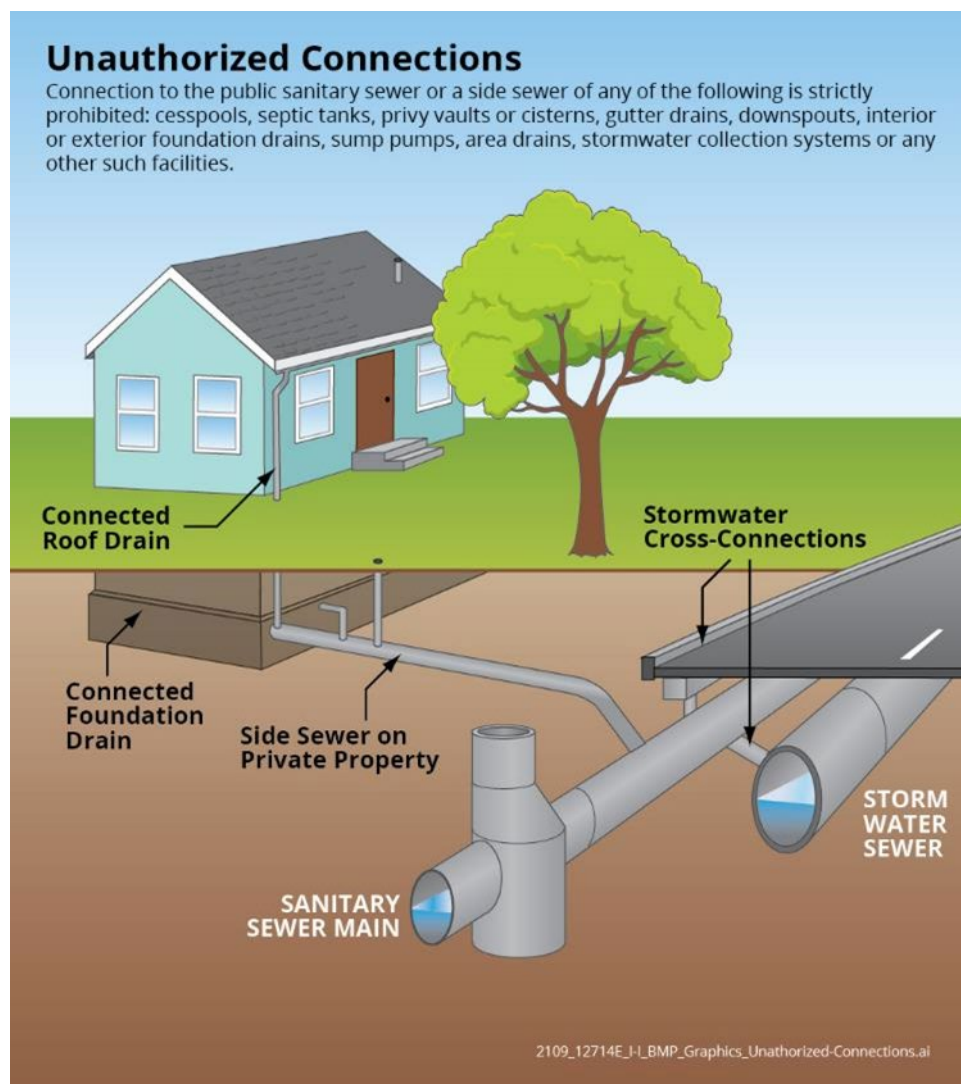 Unauthorized Connections
Connection to the public sanitary sewer or a side sewer of any of the following is strictly
prohibited: cesspools, septic tanks, privy vaults or cisterns, gutter drains, downspouts, interior
or exterior foundation drains, sump pumps, area drains, stormwater collection systems or any
other such facilities.
Connected
Roof Drain
Stormwater
Cross-Connections
Connected
Foundation
Drain
Side Sewer on
Private Property
STORM
WATER
SEWER
SANITARY
SEWER MAIN
2109_12714E_I-I_BMP_Graphics_Unathorized-Connections.ai